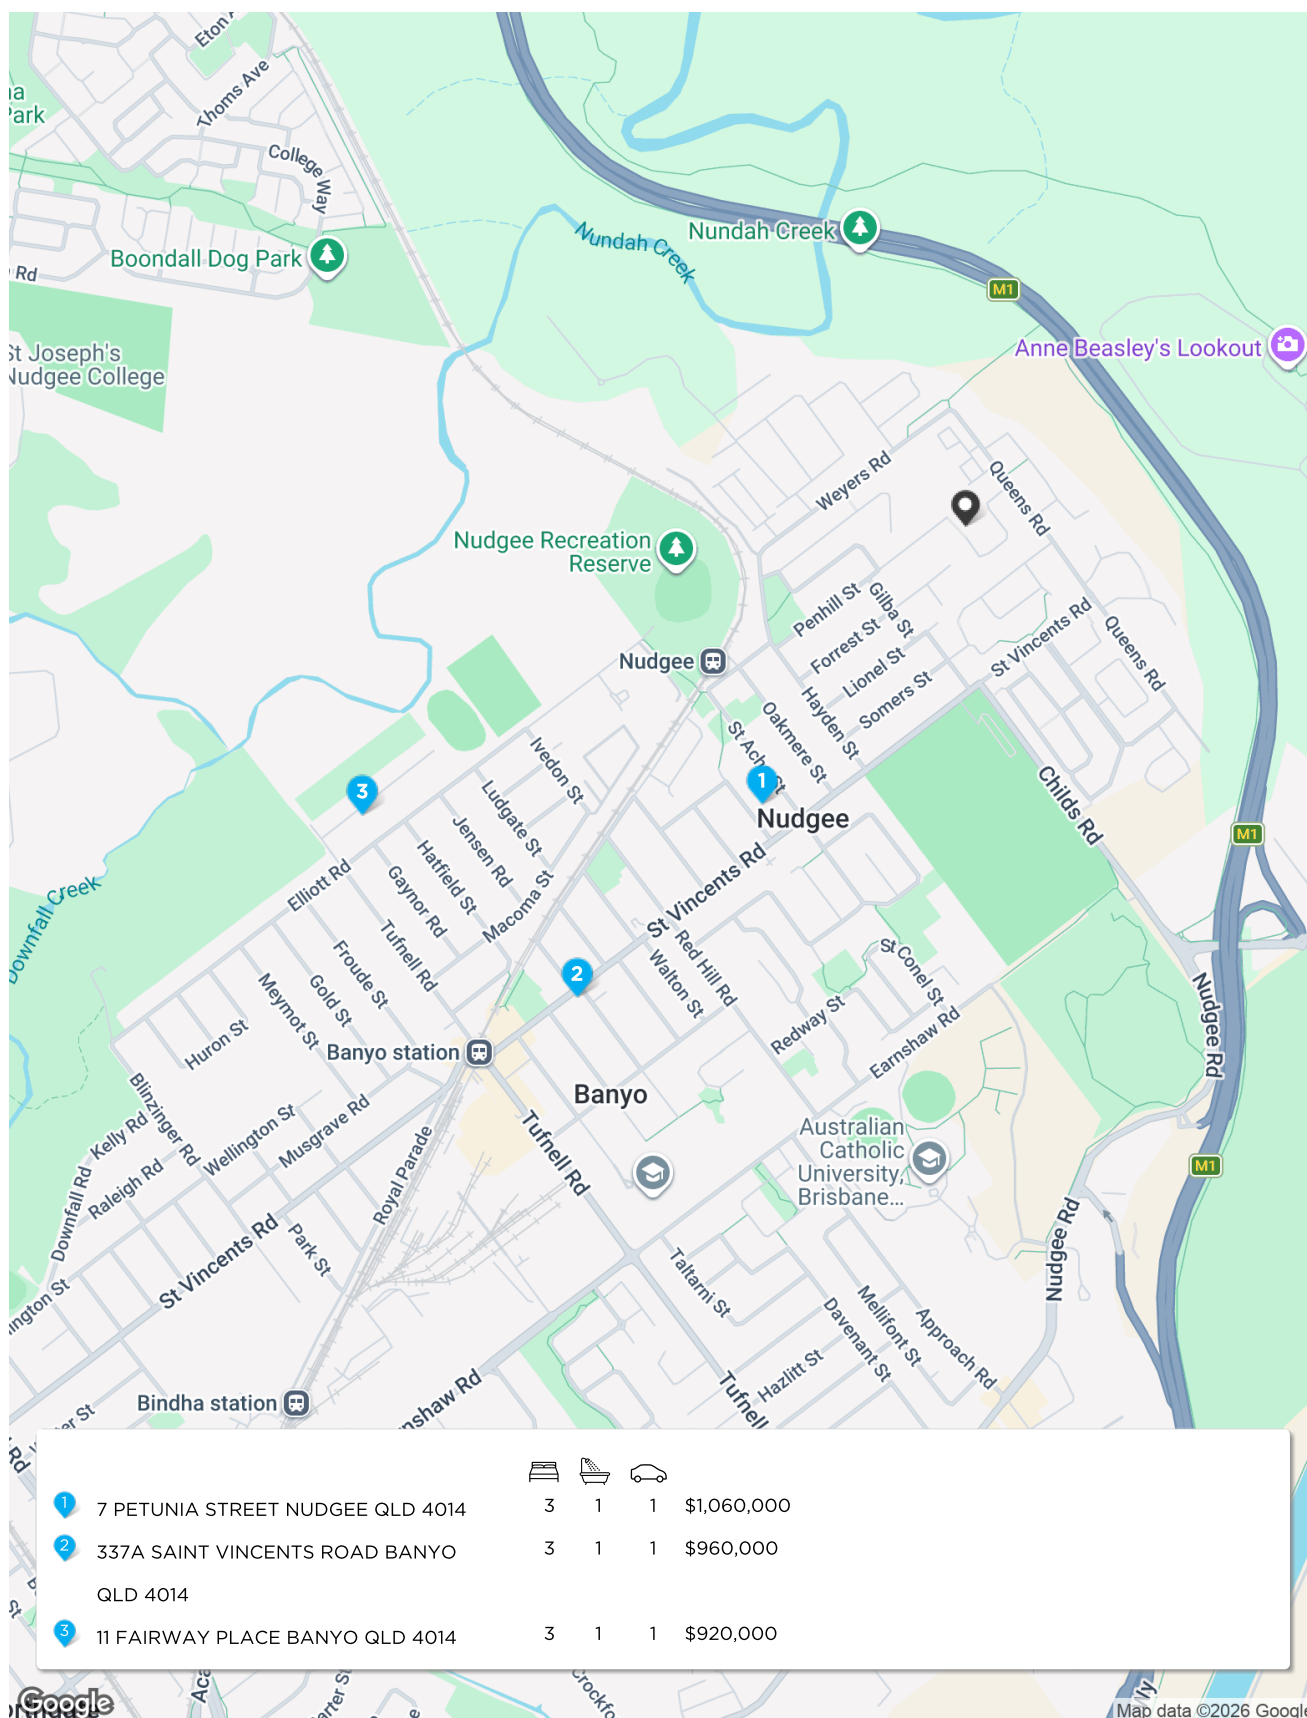 Eton
Thoms Ave
Park
College Way
Nundah Creek
Nundah Creek
Boondall Dog Park
Rd
M1
St Joseph's
Nudgee College
Anne Beasley's Lookout
Weyers Rd
Queens Rd
Nudgee Recreation
Reserve
Penhill St
Gilba St
Forrest St
St Vincents Rd
Queens Rd
Nudgee
Lionel St
Somers St
Hayden St
Oakmere St
Ivedon St
1
3
Childs Rd
Ludgate St
Nudgee
M1
Jensen Rd
Hatfield St
St Vincents Rd
Elliott Rd
Gaynor Rd
Macoma St
Downfall Creek
Tufnell Rd
Red Hill Rd
St Conel St
Froude St
Walton St
2
Gold St
Meymot St
Nudgee Rd
Redway St
Huron St
Earnshaw Rd
Banyo station
Banyo
Blinzinger Rd
Kelly Rd
Wellington St
Musgrave Rd
Tufnell Rd
Australian
Catholic
University,
Brisbane...
Royal Parade
M1
Raleigh Rd
Downfall Rd
St Vincents Rd
Park St
Nudgee Rd
Taltarni St
Mellifont St
Davenant St
Approach Rd
Hazlitt St
Bindha station
Tufnell
1 7 PETUNIA STREET NUDGEE QLD 4014 3 1 1 $1,060,000
2 337A SAINT VINCENTS ROAD BANYO 3 1 1 $960,000
QLD 4014
3 11 FAIRWAY PLACE BANYO QLD 4014 3 1 1 $920,000
Google
Map data ©2026 Google